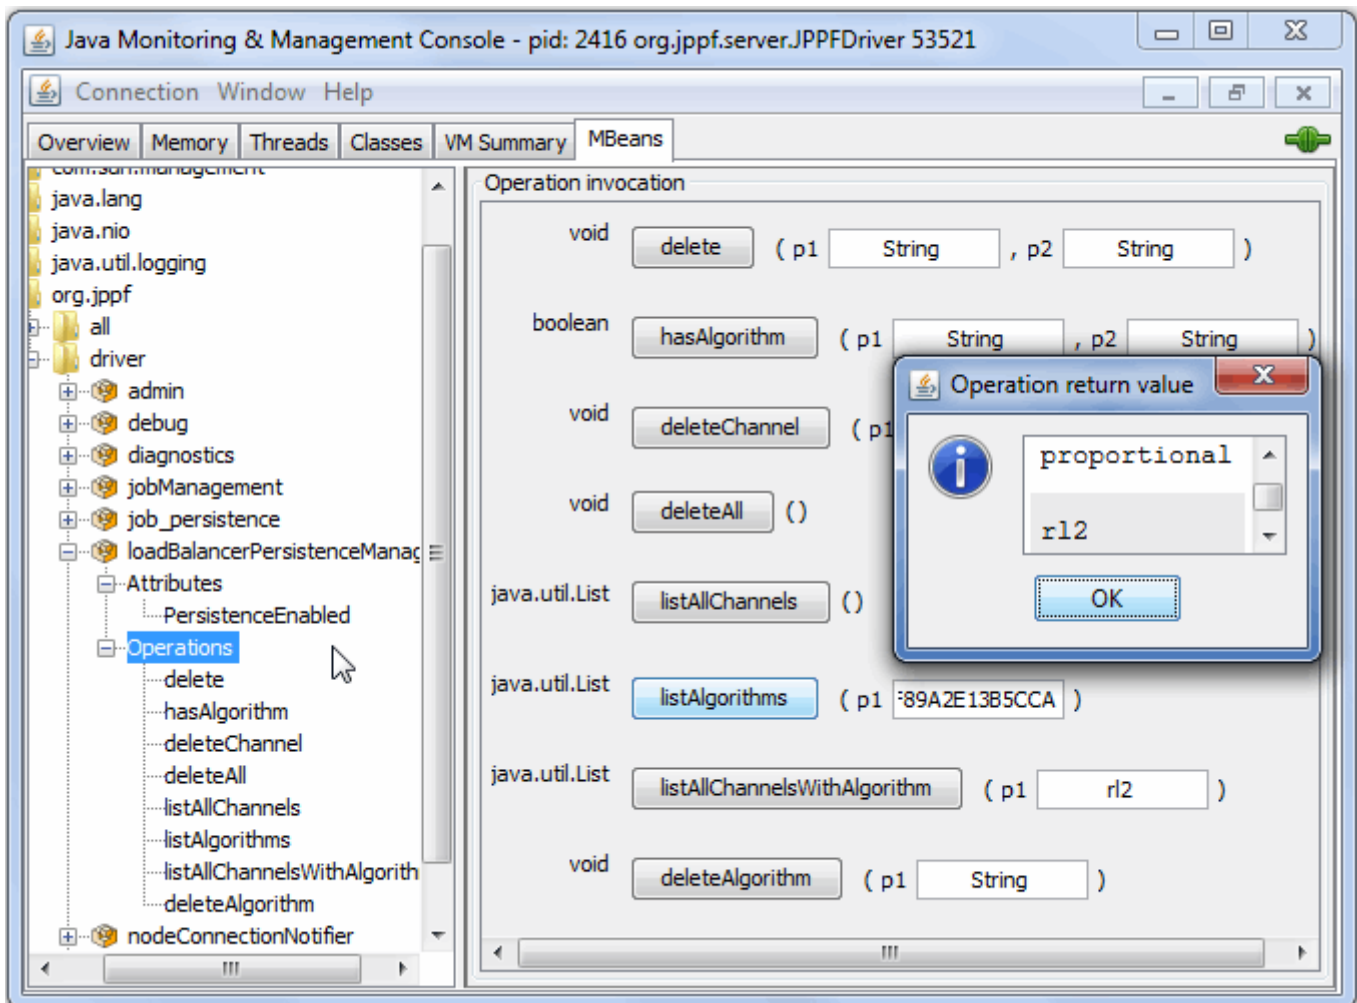 Java Monitoring & Management Console - pid: 2416 org.jppf.server.JPPFDriver 53521
Connection Window Help
Overview Memory Threads Classes VM Summary MBeans
com.sun.management
java.lang
java.nio
java.util.logging
org.jppf
all
driver
admin
debug
diagnostics
jobManagement
job_persistence
loadBalancerPersistenceManag
Attributes
PersistenceEnabled
Operations
delete
hasAlgorithm
deleteChannel
deleteAll
listAllChannels
listAlgorithms
listAllChannelsWithAlgorith
deleteAlgorithm
nodeConnectionNotifier
Operation invocation
void delete ( p1 String , p2 String )
boolean hasAlgorithm ( p1 String , p2 String )
void deleteChannel ( p1
void deleteAll ()
java.util.List listAllChannels ()
java.util.List listAlgorithms ( p1 F89A2E13B5CCA )
java.util.List listAllChannelsWithAlgorithm ( p1 rl2 )
void deleteAlgorithm ( p1 String )
Operation return value
proportional
rl2
OK